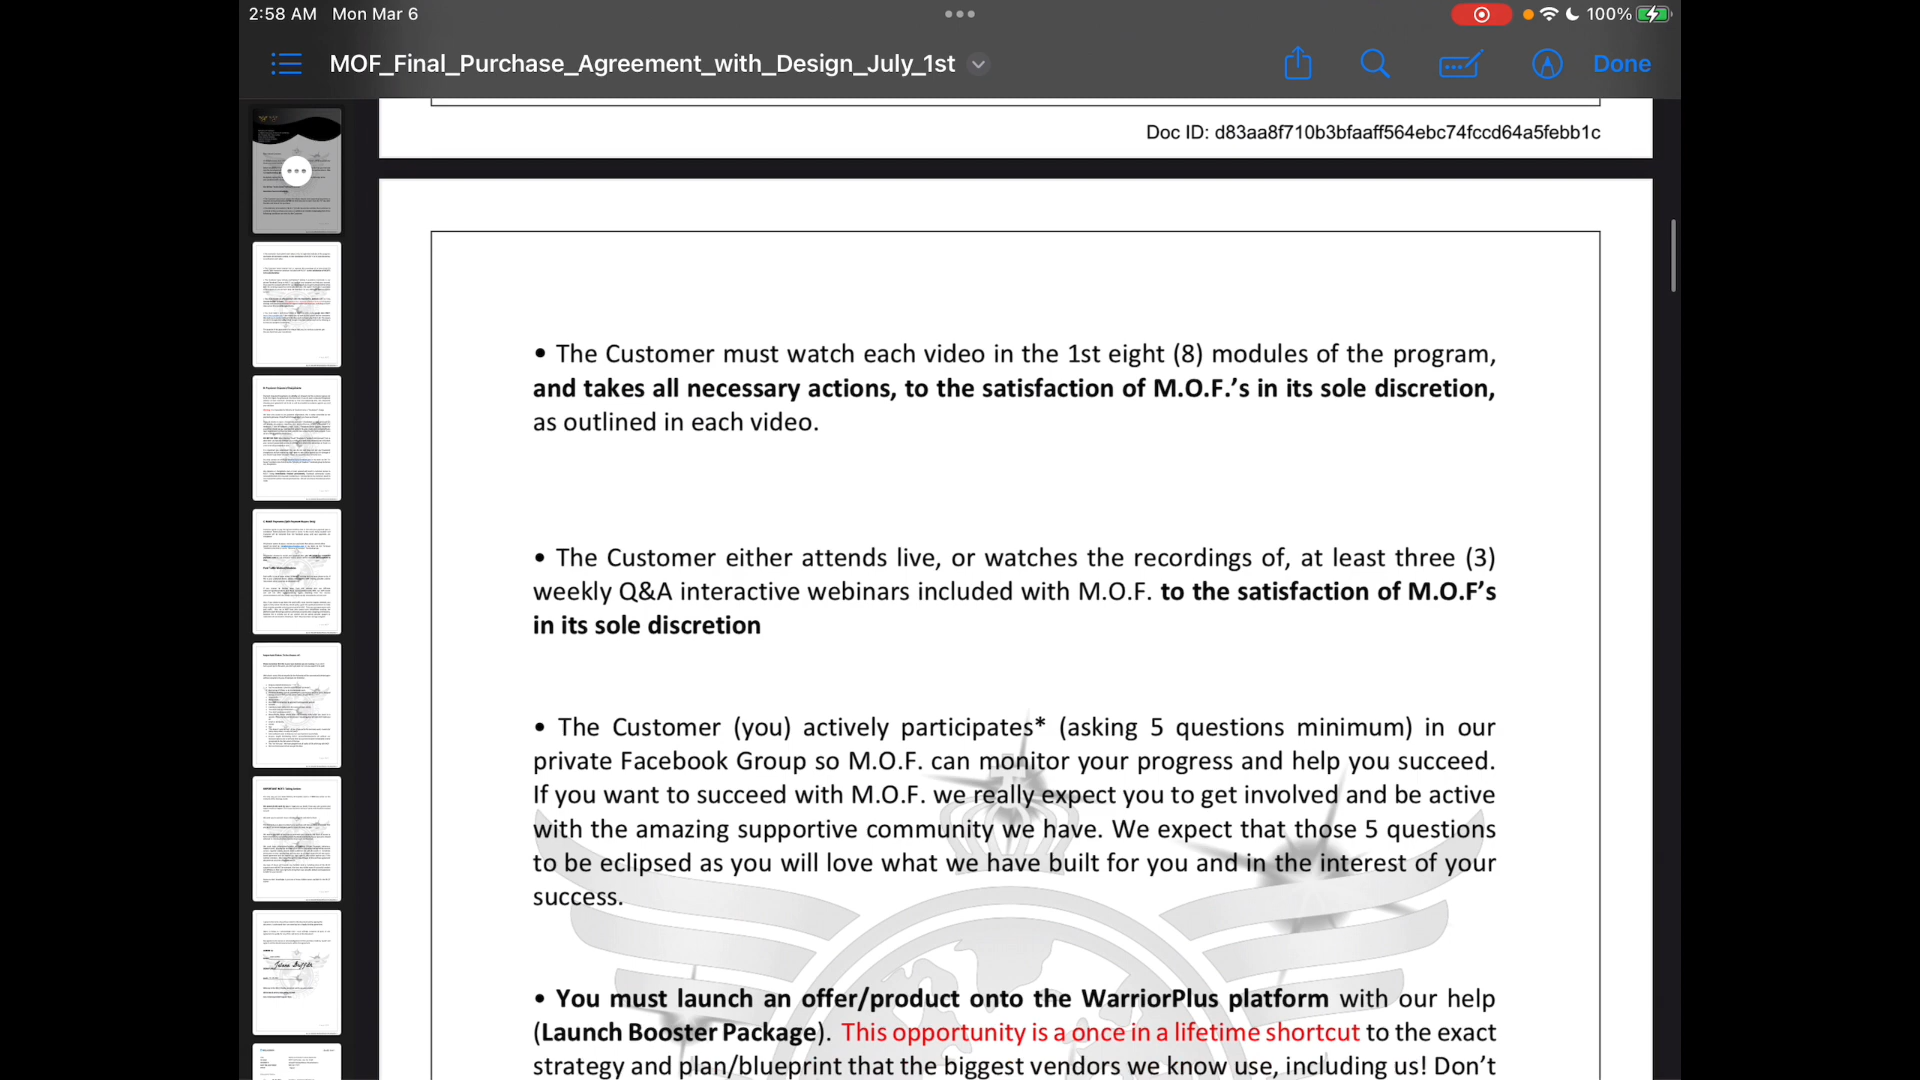 2:58 AM Mon Mar 6
100%
MOF_Final_Purchase_Agreement_with_Design_July_1st
Done
Doc ID: d83aa8f710b3bfaaff564ebc74fccd64a5febb1c
• The Customer must watch each video in the 1st eight (8) modules of the program,
and takes all necessary actions, to the satisfaction of M.O.F.’s in its sole discretion,
as outlined in each video.
• The Customer either attends live, or watches the recordings of, at least three (3)
weekly Q&A interactive webinars included with M.O.F. to the satisfaction of M.O.F’s
in its sole discretion
• The Customer (you) actively participates* (asking 5 questions minimum) in our
private Facebook Group so M.O.F. can monitor your progress and help you succeed.
If you want to succeed with M.O.F. we really expect you to get involved and be active
with the amazing supportive community we have. We expect that those 5 questions
to be eclipsed as you will love what we have built for you and in the interest of your
success.
• You must launch an offer/product onto the WarriorPlus platform with our help
(Launch Booster Package). This opportunity is a once in a lifetime shortcut to the exact
strategy and plan/blueprint that the biggest vendors we know use, including us! Don’t